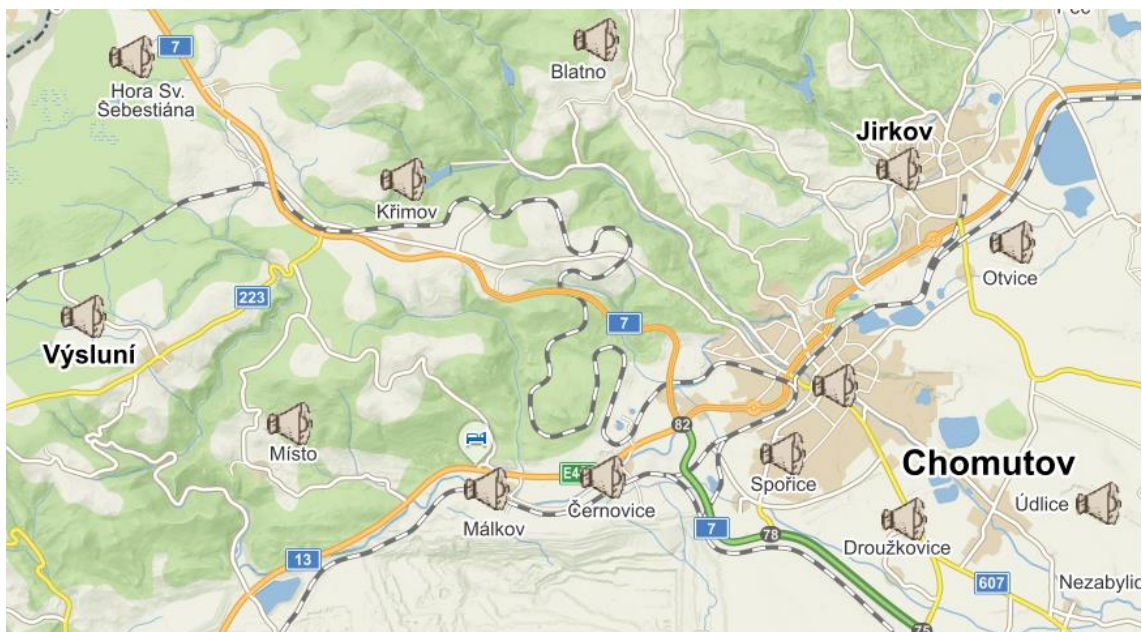 7
Hora Sv.
Šebestiána
Blatno
Jirkov
Křimov
Otvice
223
7
Výsluní
82
Místo
Chomutov
Spořice
Málkov
Černovice
Údlice
7
78
Droužkovice
13
607
Nezabylic
75